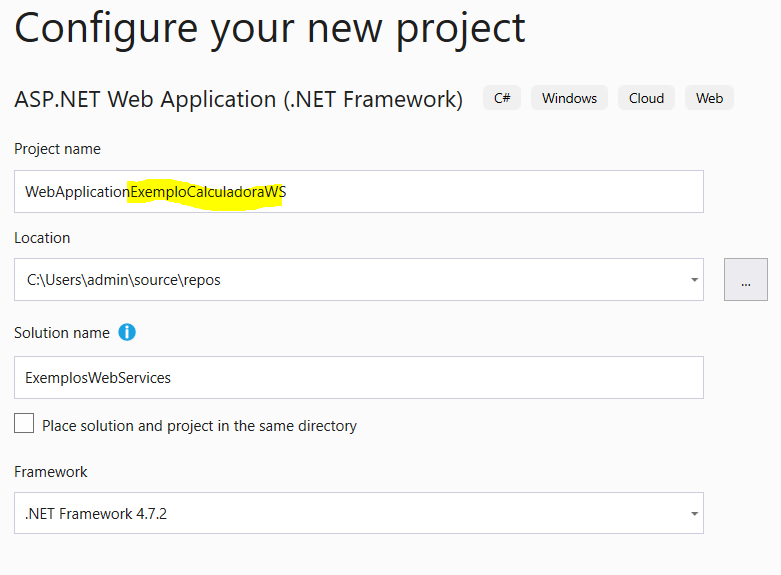 Configure your new project
ASP.NET Web Application (.NET Framework) C# Windows Cloud Web
Project name
WebApplicationExemploCalculadoraWS
Location
C:\Users\admin\source\repos ...
Solution name
ExemplosWebServices
Place solution and project in the same directory
Framework
.NET Framework 4.7.2